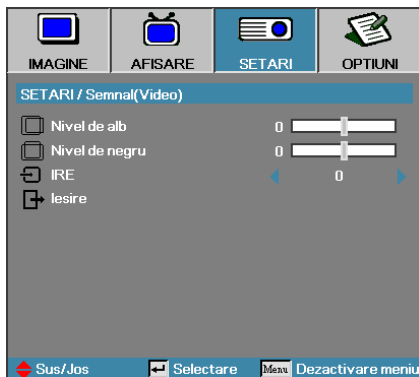 IMAGINE AFISARE SETARI OPTIUNI
SETARI / Semnal(Video)
Nivel de alb 0
Nivel de negru 0
IRE 0
Iesire
Sus/Jos Selectare Menu Dezactivare meniu